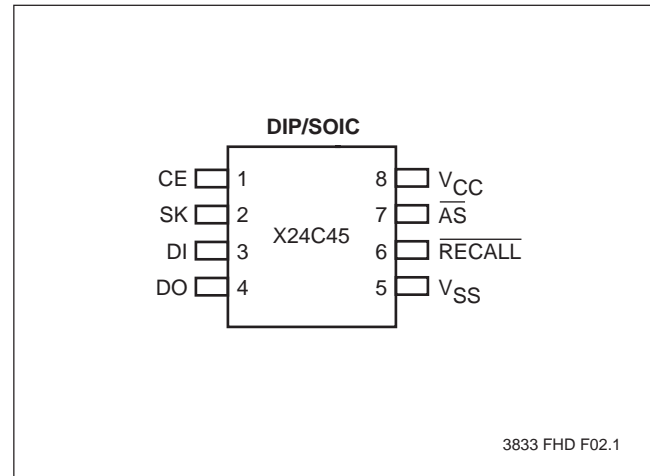 DIP/SOIC
CE 1 8 VCC
SK 2 7 AS
X24C45
DI 3 6 RECALL
DO 4 5 VSS
3833 FHD F02.1